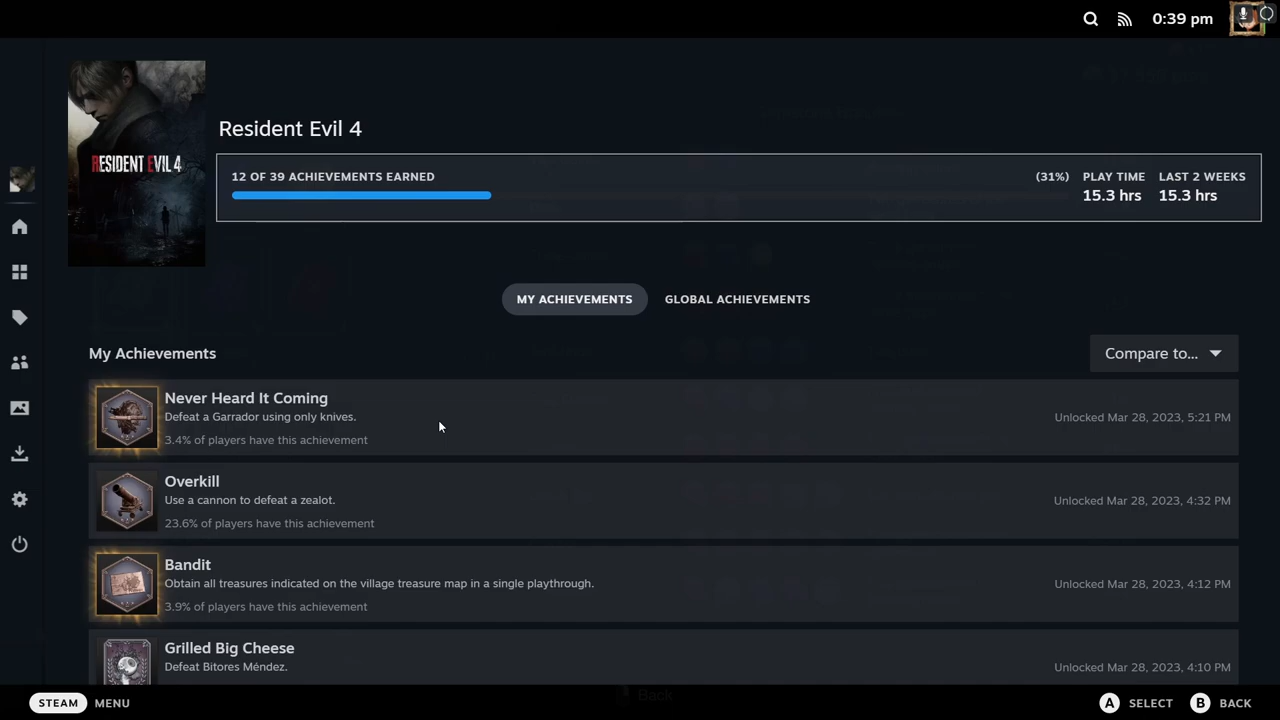 0:39 pm
RESIDENT EVIL 4
Resident Evil 4
12 OF 39 ACHIEVEMENTS EARNED
(31%)
PLAY TIME
LAST 2 WEEKS
15.3 hrs
15.3 hrs
MY ACHIEVEMENTS
GLOBAL ACHIEVEMENTS
My Achievements
Compare to...
Never Heard It Coming
Defeat a Garrador using only knives.
3.4% of players have this achievement
Unlocked Mar 28, 2023, 5:21 PM
Overkill
Use a cannon to defeat a zealot.
23.6% of players have this achievement
Unlocked Mar 28, 2023, 4:32 PM
Bandit
Obtain all treasures indicated on the village treasure map in a single playthrough.
3.9% of players have this achievement
Unlocked Mar 28, 2023, 4:12 PM
Grilled Big Cheese
Defeat Bitores Méndez.
Unlocked Mar 28, 2023, 4:10 PM
Back
STEAM MENU
A SELECT B BACK